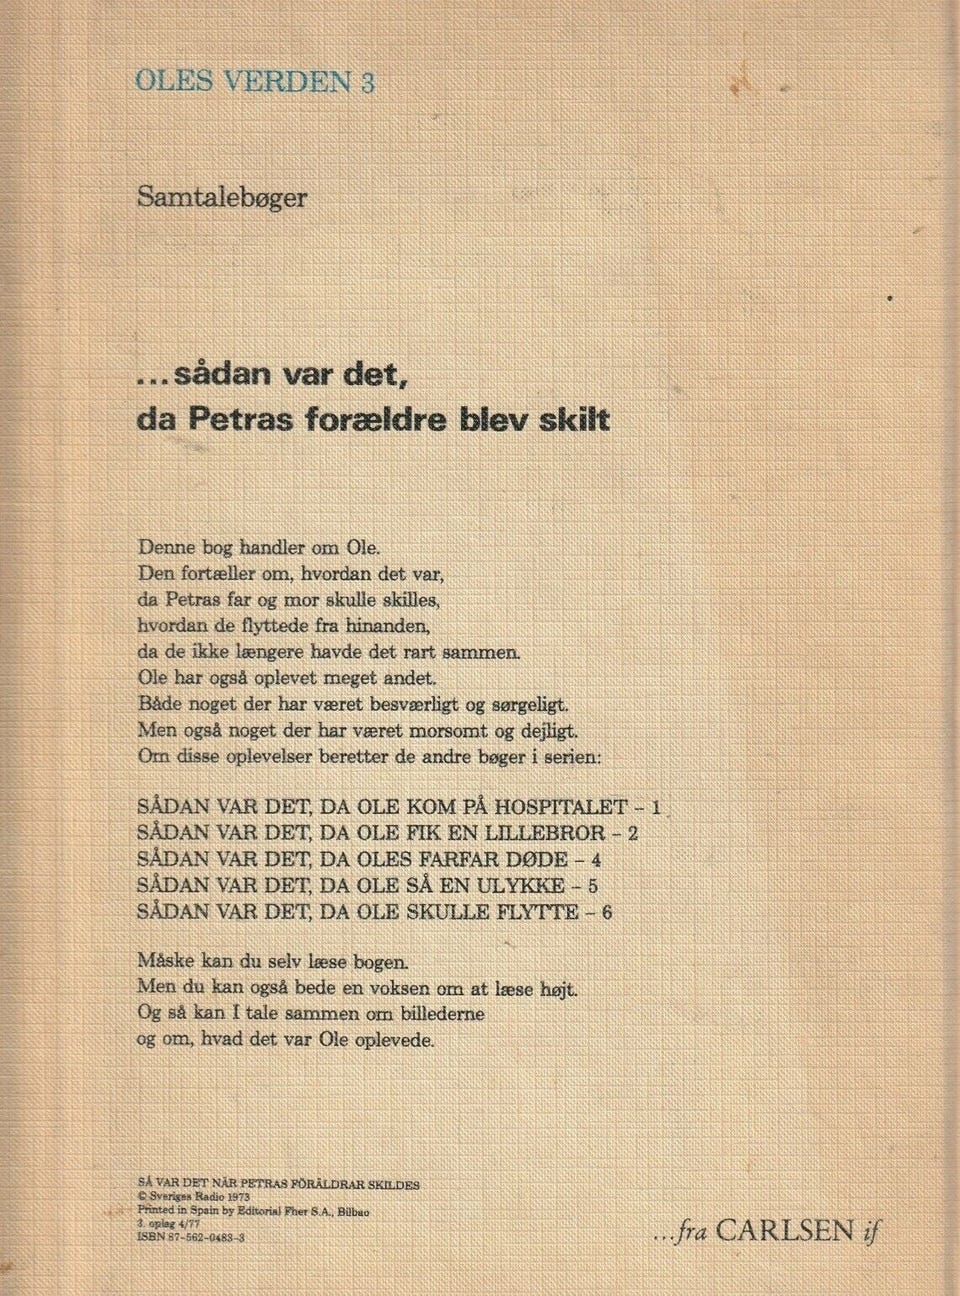 OLES VERDEN 3
Samtalebøger
...sådan var det,
da Petras forældre blev skilt
Denne bog handler om Ole.
Den fortæller om, hvordan det var,
da Petras far og mor skulle skilles,
hvordan de flyttede fra hinanden,
da de ikke længere havde det rart sammen.
Ole har også oplevet meget andet.
Både noget der har været besværligt og sørgeligt.
Men også noget der har været morsomt og dejligt.
Om disse oplevelser beretter de andre bøger i serien:
SÅDAN VAR DET, DA OLE KOM PÅ HOSPITALET – 1
SÅDAN VAR DET, DA OLE FIK EN LILLEBROR – 2
SÅDAN VAR DET, DA OLES FARFAR DØDE – 4
SÅDAN VAR DET, DA OLE SÅ EN ULYKKE – 5
SÅDAN VAR DET, DA OLE SKULLE FLYTTE – 6
Måske kan du selv læse bogen.
Men du kan også bede en voksen om at læse højt.
Og så kan I tale sammen om billederne
og om, hvad det var Ole oplevede.
SÅ VAR DET NÄR PETRAS FÖRÄLDRAR SKILDES
© Sveriges Radio 1973
Printed in Spain by Editorial Fher S.A., Bilbao
3. oplag 4/77
ISBN 87-562-0483-3
...fra CARLSEN if